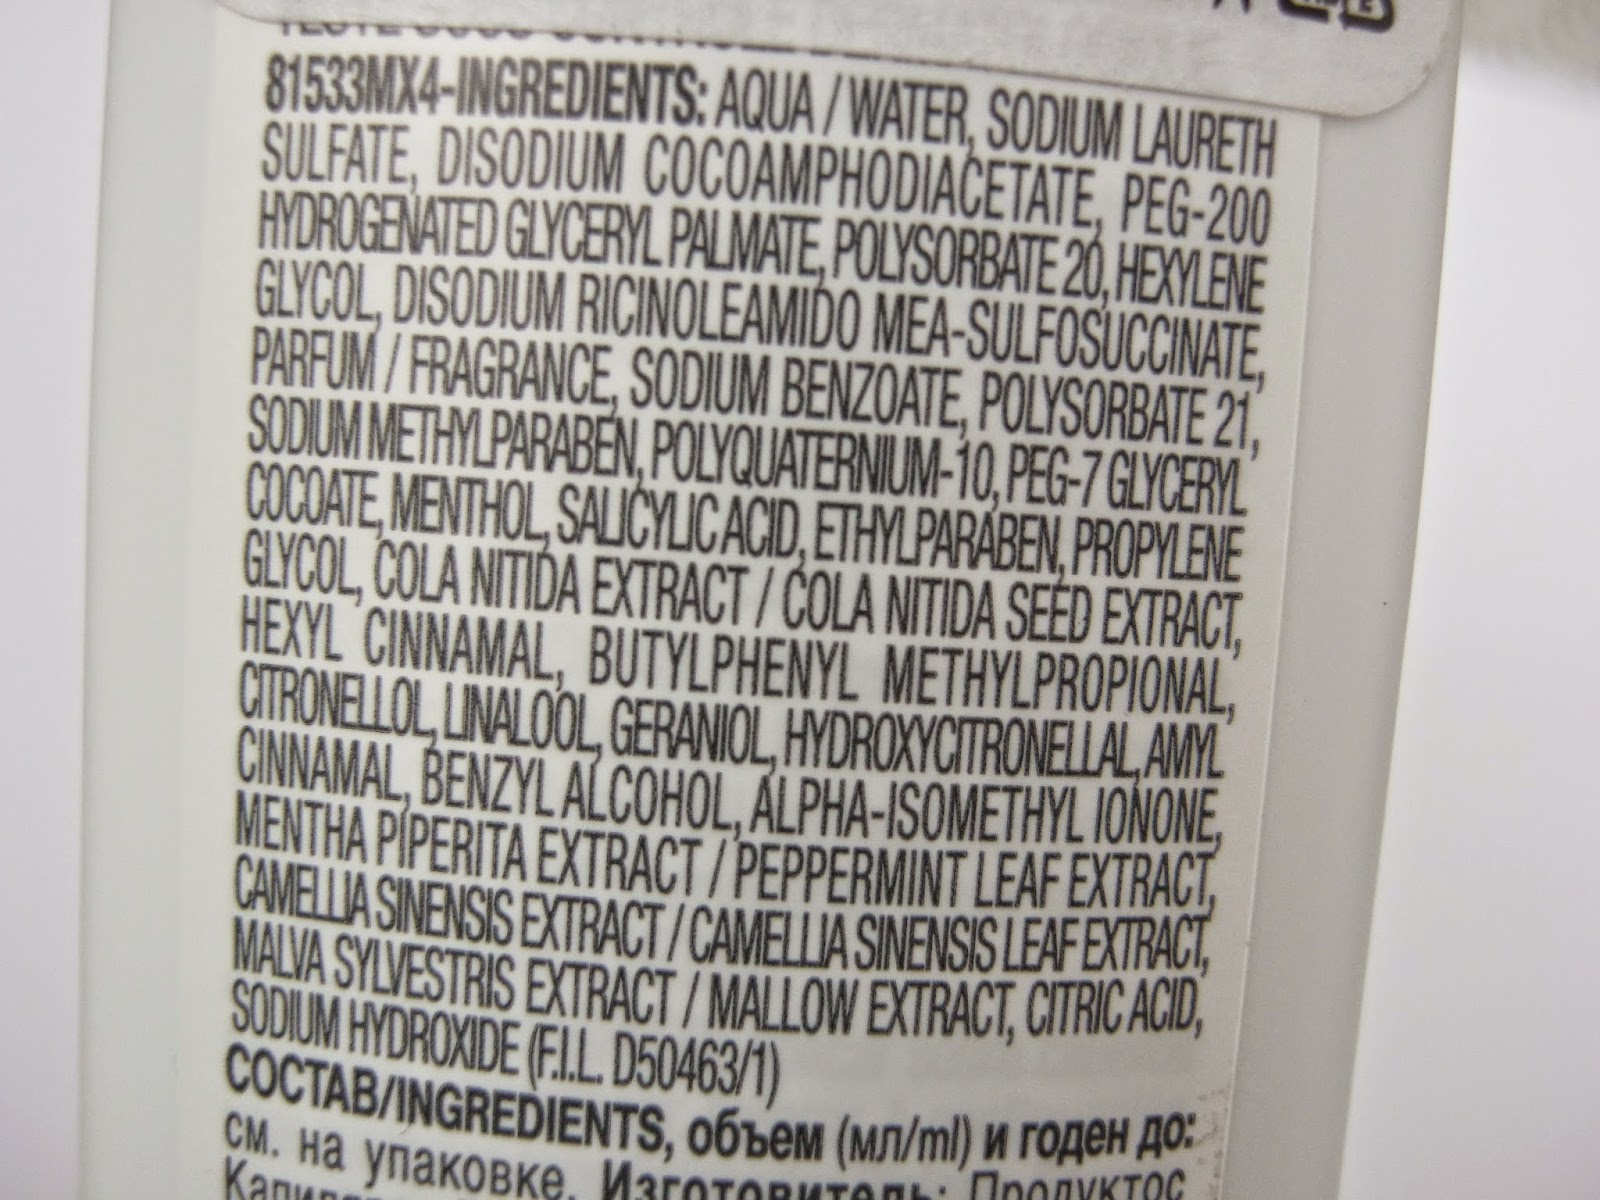 81533MX4-INGREDIENTS: AQUA / WATER, SODIUM LAURETH
SULFATE, DISODIUM COCOAMPHODIACETATE, PEG-200
HYDROGENATED GLYCERYL PALMATE, POLYSORBATE 20, HEXYLENE
GLYCOL, DISODIUM RICINOLEAMIDO MEA-SULFOSUCCINATE,
PARFUM / FRAGRANCE, SODIUM BENZOATE, POLYSORBATE 21,
SODIUM METHYLPARABEN, POLYQUATERNIUM-10, PEG-7 GLYCERYL
COCOATE, MENTHOL, SALICYLIC ACID, ETHYLPARABEN, PROPYLENE
GLYCOL, COLA NITIDA EXTRACT / COLA NITIDA SEED EXTRACT,
HEXYL CINNAMAL, BUTYLPHENYL METHYLPROPIONAL,
CITRONELLOL, LINALOOL, GERANIOL, HYDROXYCITRONELLAL, AMYL
CINNAMAL, BENZYL ALCOHOL, ALPHA-ISOMETHYL IONONE,
MENTHA PIPERITA EXTRACT / PEPPERMINT LEAF EXTRACT,
CAMELLIA SINENSIS EXTRACT / CAMELLIA SINENSIS LEAF EXTRACT,
MALVA SYLVESTRIS EXTRACT / MALLOW EXTRACT, CITRIC ACID,
SODIUM HYDROXIDE (F.I.L. D50463/1)
СОСТАВ/INGREDIENTS, объем (мл/ml) и годен до:
см. на упаковке. Изготовитель: Продуктос